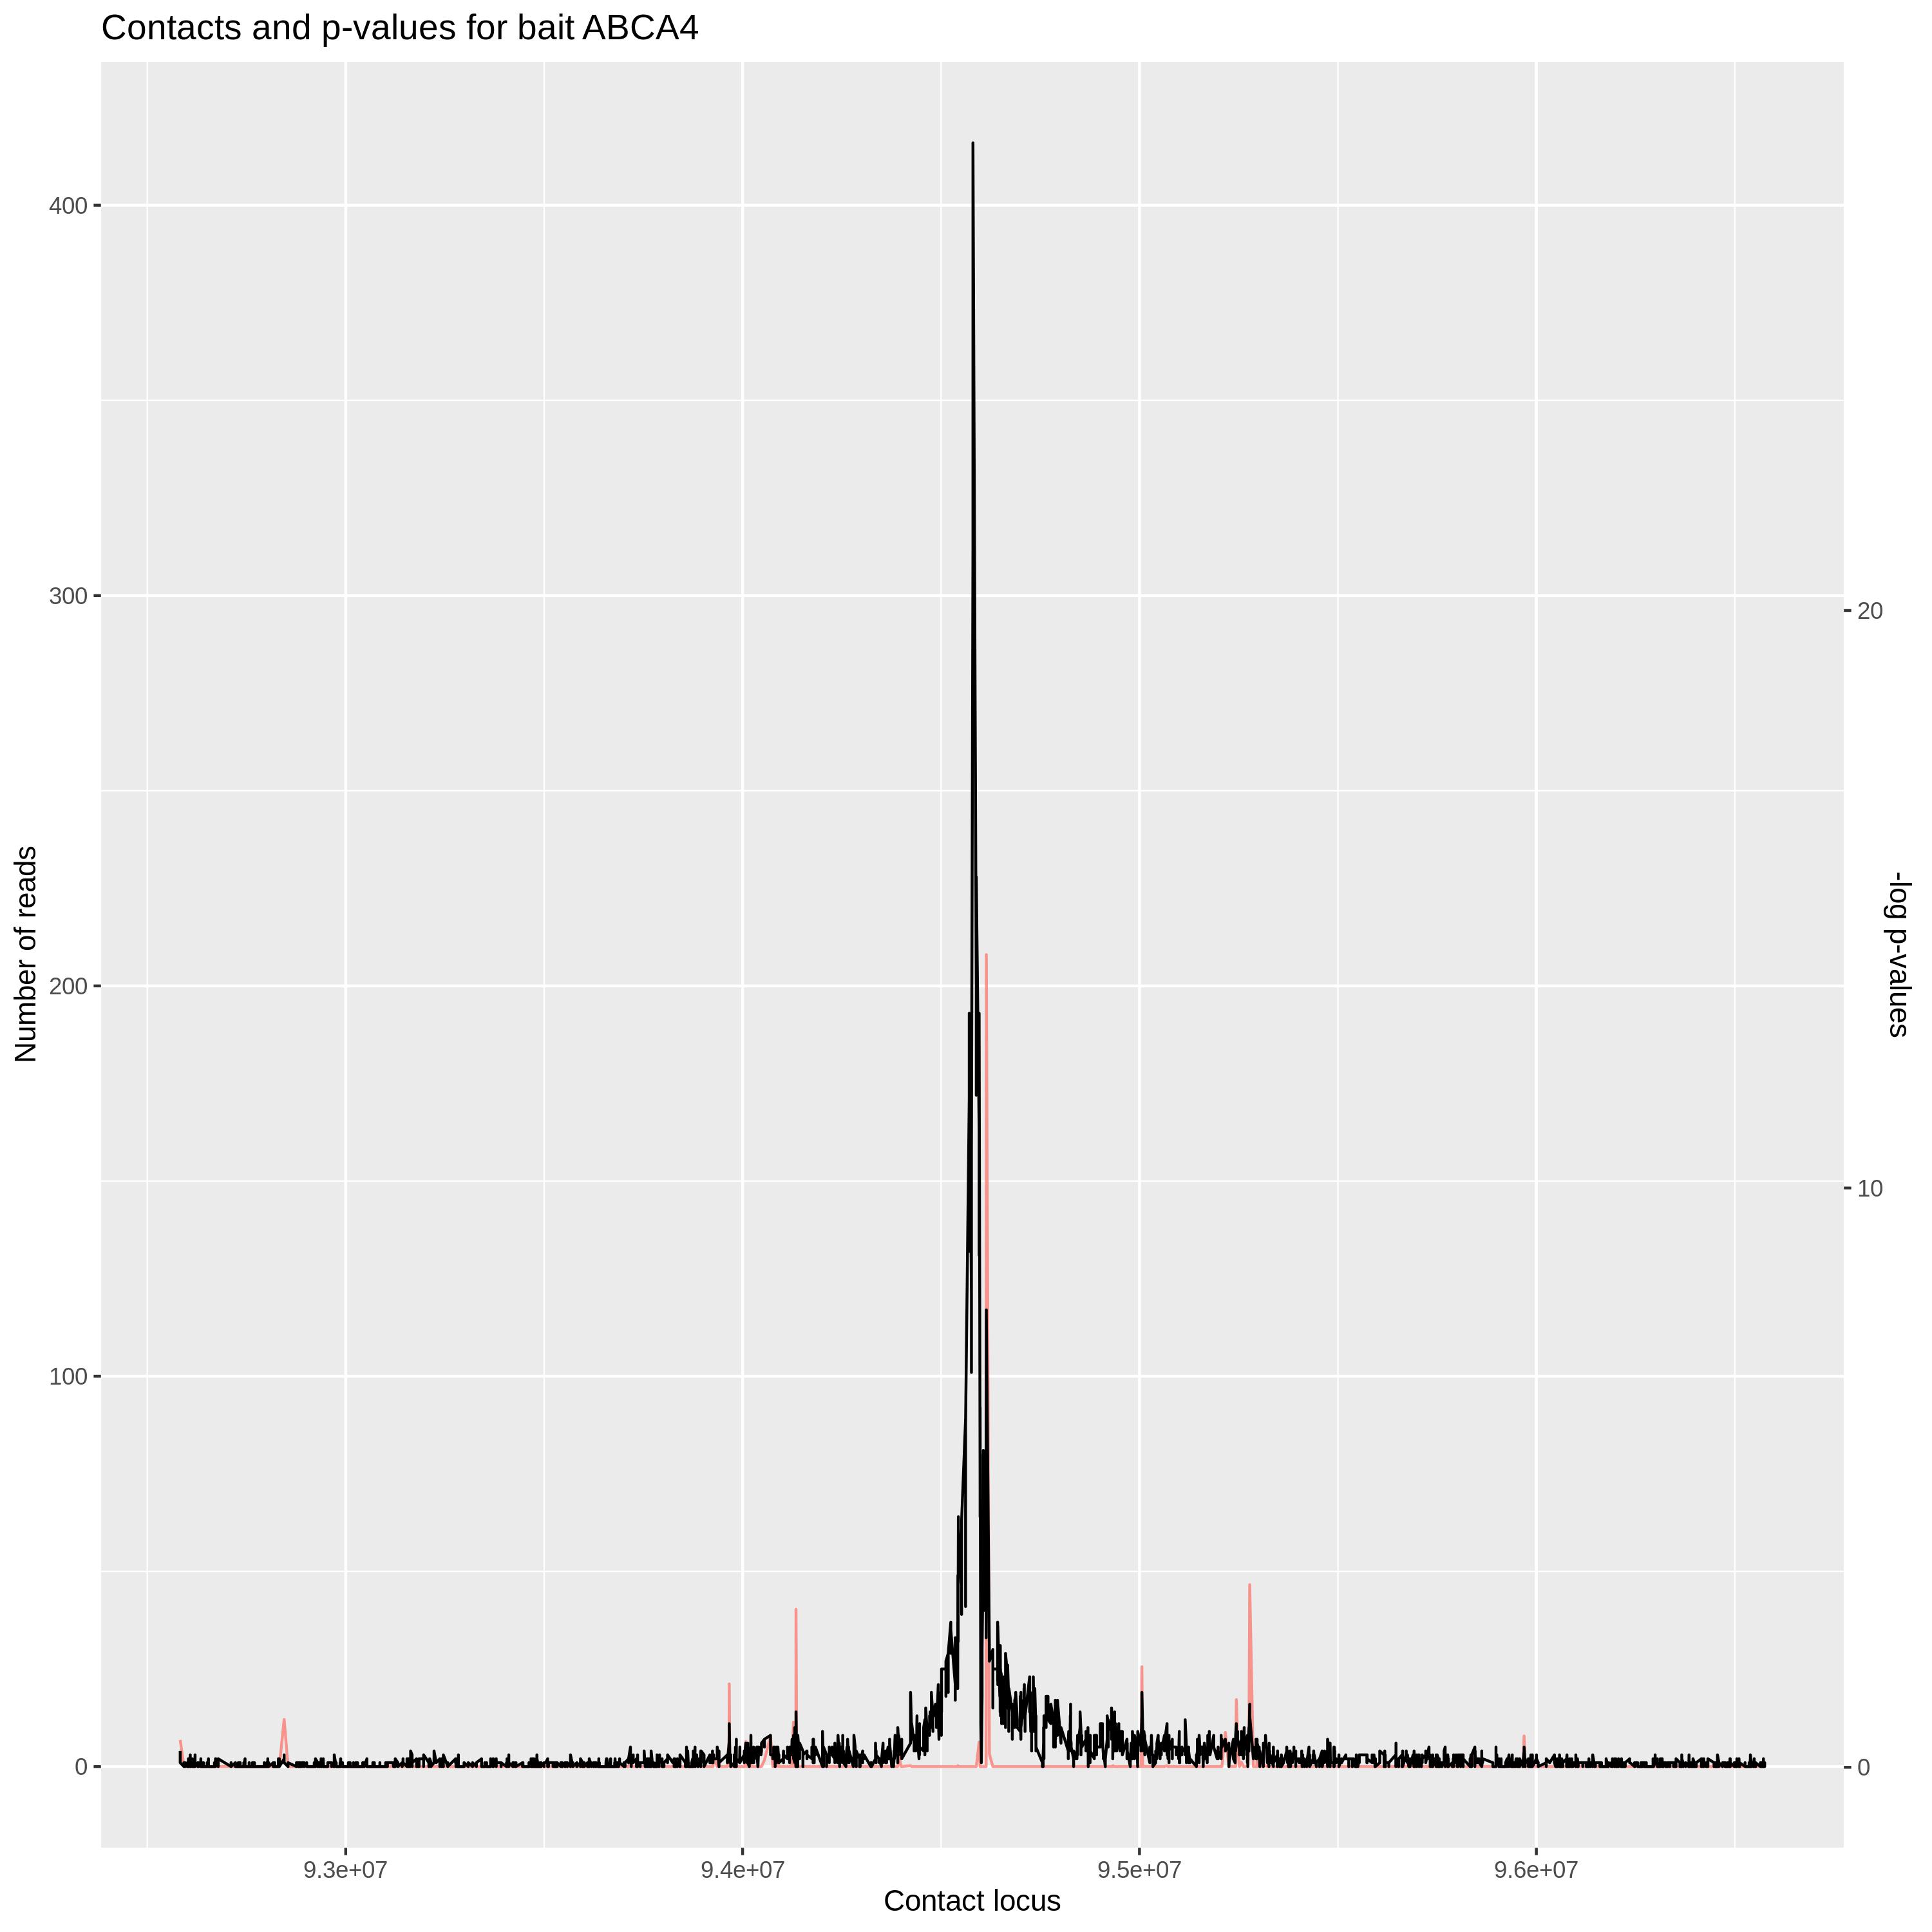 Contacts and p-values for bait ABCA4
400
300
200
100
0
Number of reads
20
10
0
-log p-values
9.3e+07
9.4e+07
9.5e+07
9.6e+07
Contact locus